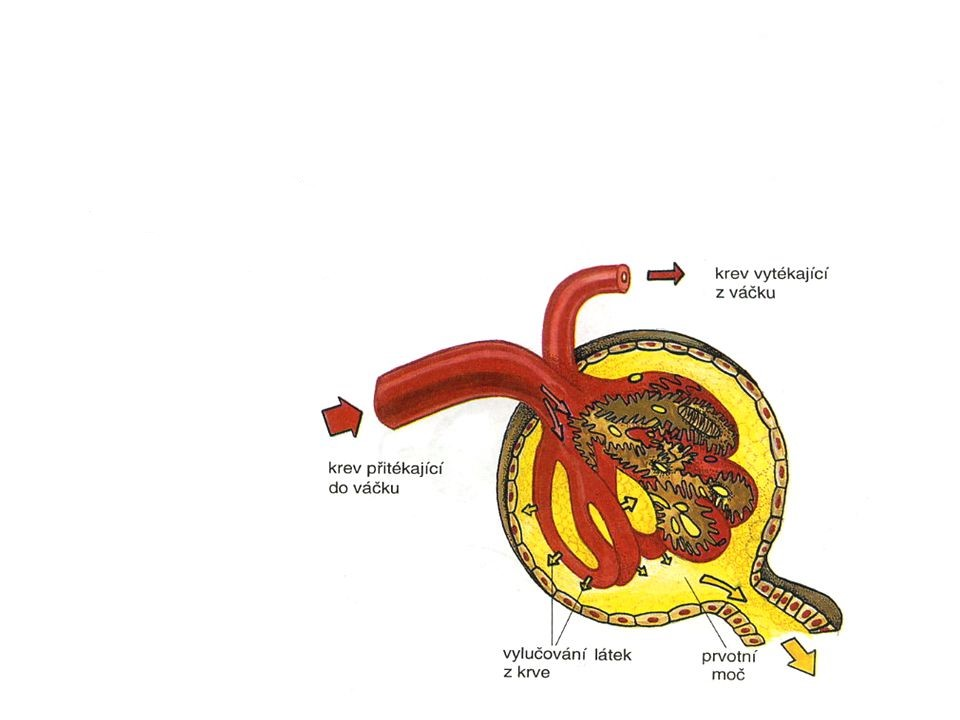 krev vytékající
z váčku
krev přitékající
do váčku
vylučování látek
z krve
prvotní
moč